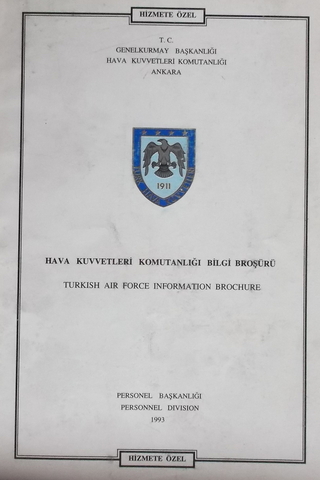 HİZMETE ÖZEL
T. C.
GENELKURMAY BAŞKANLIĞI
HAVA KUVVETLERİ KOMUTANLIĞI
ANKARA
1911
HAVA KUVVETLERİ KOMUTANLIĞI BİLGİ BROŞÜRÜ
TURKISH AIR FORCE INFORMATION BROCHURE
PERSONEL BAŞKANLIĞI
PERSONNEL DIVISION
1993
HİZMETE ÖZEL